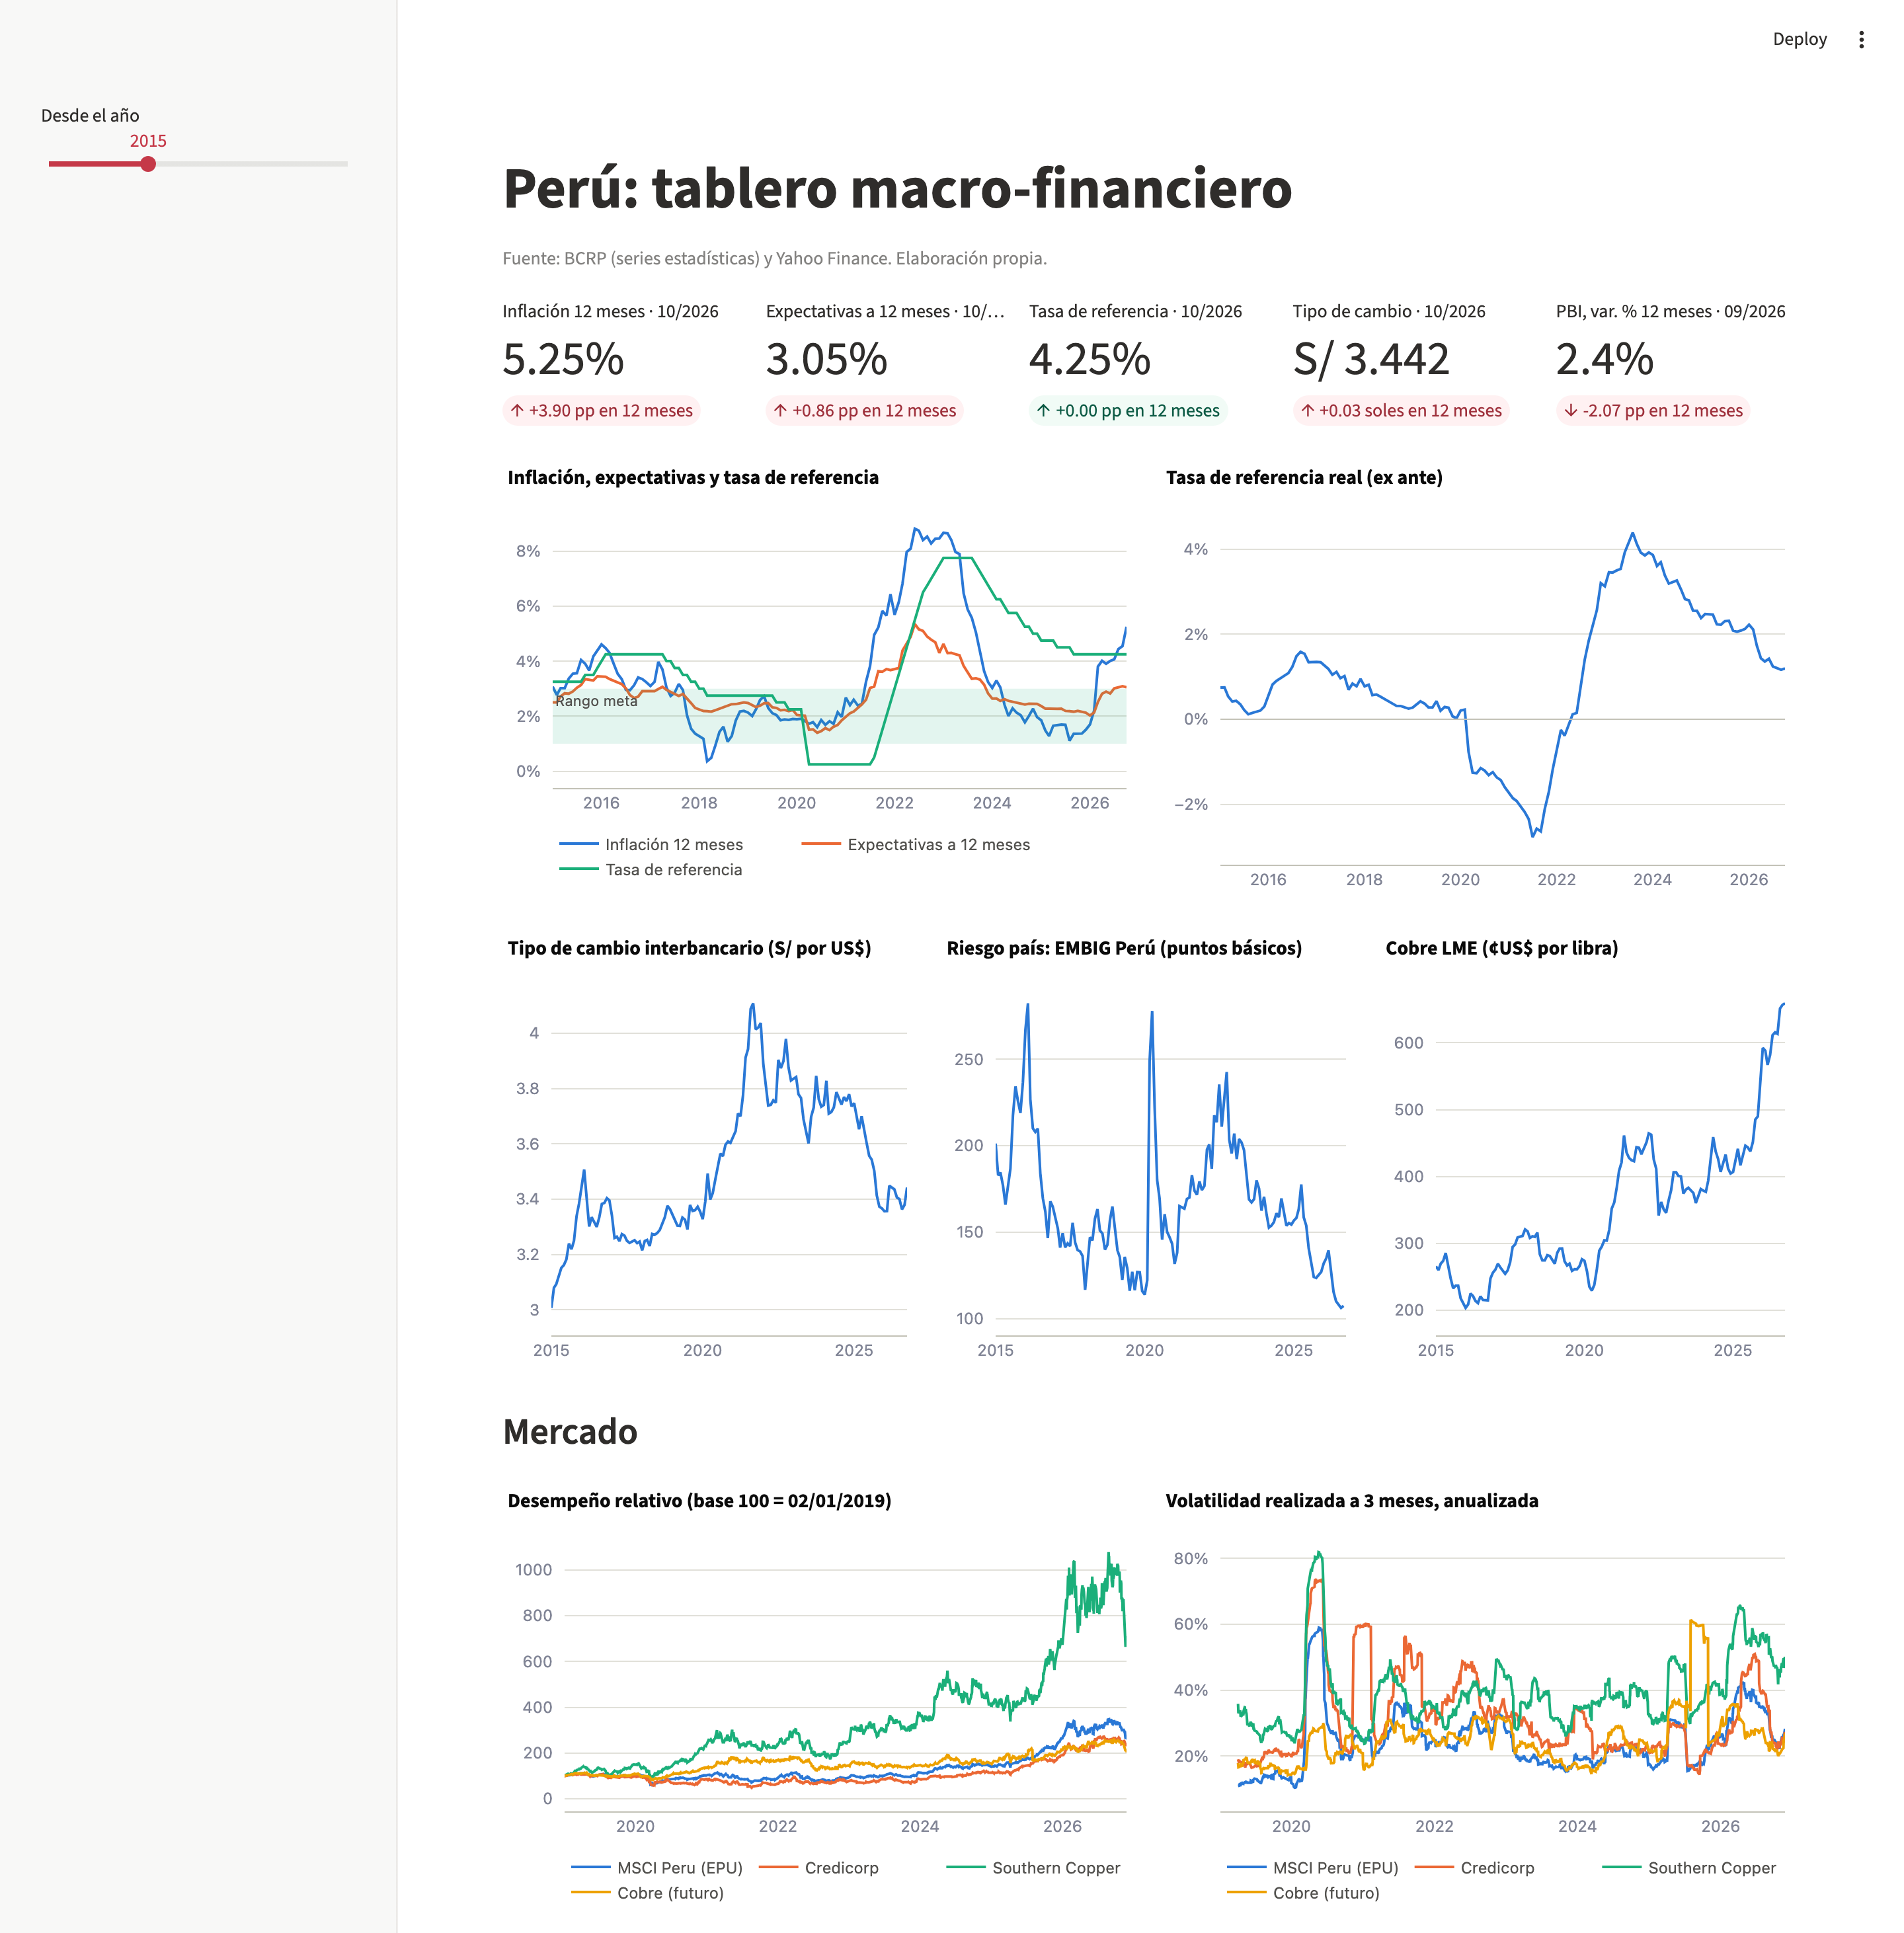 Deploy
Desde el año
2015
Perú: tablero macro-financiero
Fuente: BCRP (series estadísticas) y Yahoo Finance. Elaboración propia.
Inflación 12 meses · 10/2026
5.25%
↑ +3.90 pp en 12 meses
Expectativas a 12 meses · 10/…
3.05%
↑ +0.86 pp en 12 meses
Tasa de referencia · 10/2026
4.25%
↑ +0.00 pp en 12 meses
Tipo de cambio · 10/2026
S/ 3.442
↑ +0.03 soles en 12 meses
PBI, var. % 12 meses · 09/2026
2.4%
↓ -2.07 pp en 12 meses
Inflación, expectativas y tasa de referencia
8%
6%
4%
2%
0%
Rango meta
2016 2018 2020 2022 2024 2026
Inflación 12 meses Expectativas a 12 meses
Tasa de referencia
Tasa de referencia real (ex ante)
4%
2%
0%
−2%
2016 2018 2020 2022 2024 2026
Tipo de cambio interbancario (S/ por US$)
4
3.8
3.6
3.4
3.2
3
2015 2020 2025
Riesgo país: EMBIG Perú (puntos básicos)
250
200
150
100
2015 2020 2025
Cobre LME (¢US$ por libra)
600
500
400
300
200
2015 2020 2025
Mercado
Desempeño relativo (base 100 = 02/01/2019)
1000
800
600
400
200
0
2020 2022 2024 2026
MSCI Peru (EPU) Credicorp Southern Copper
Cobre (futuro)
Volatilidad realizada a 3 meses, anualizada
80%
60%
40%
20%
2020 2022 2024 2026
MSCI Peru (EPU) Credicorp Southern Copper
Cobre (futuro)